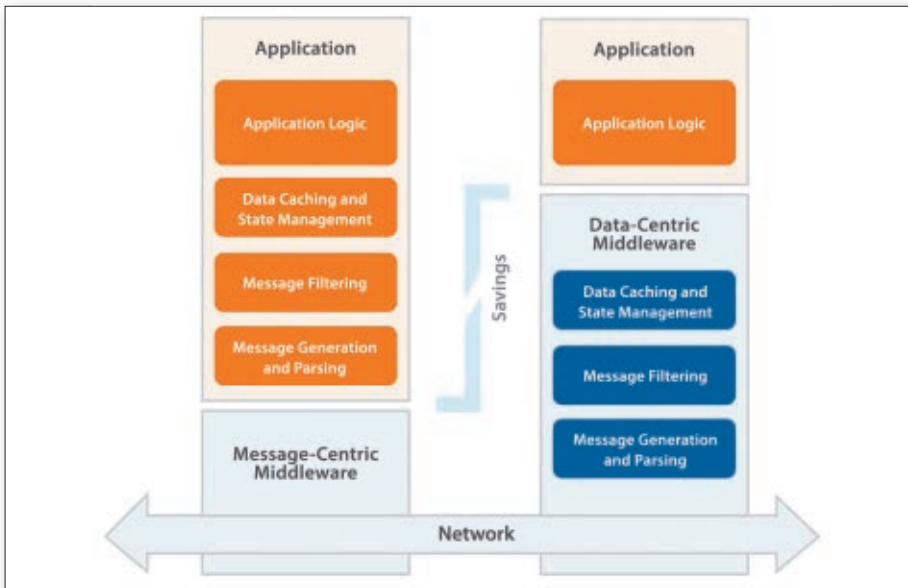 Application
Application Logic
Data Caching and
State Management
Message Filtering
Message Generation
and Parsing
Message-Centric
Middleware
Savings
Application
Application Logic
Data-Centric
Middleware
Data Caching and
State Management
Message Filtering
Message Generation
and Parsing
Network